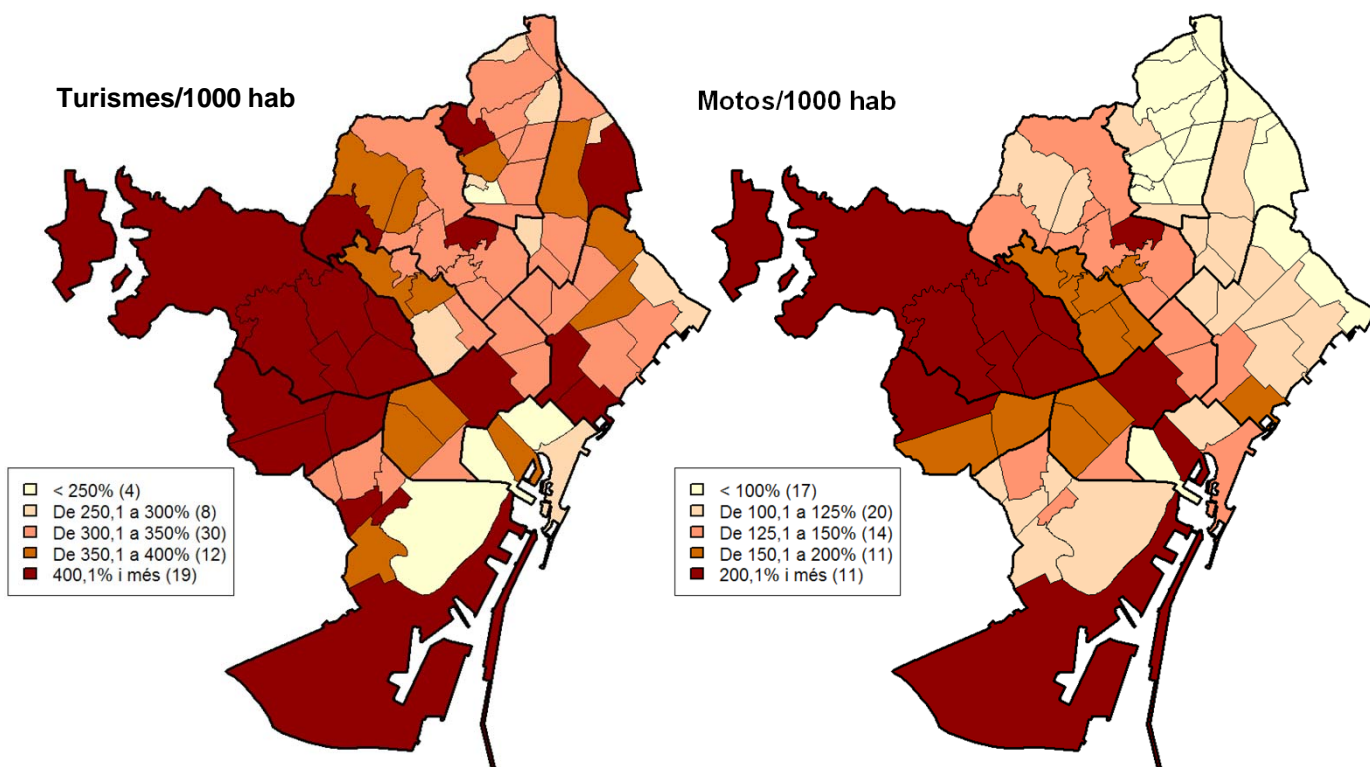 Turismes/1000 hab
< 250% (4)
De 250,1 a 300% (8)
De 300,1 a 350% (30)
De 350,1 a 400% (12)
400,1% i més (19)
Motos/1000 hab
< 100% (17)
De 100,1 a 125% (20)
De 125,1 a 150% (14)
De 150,1 a 200% (11)
200,1% i més (11)